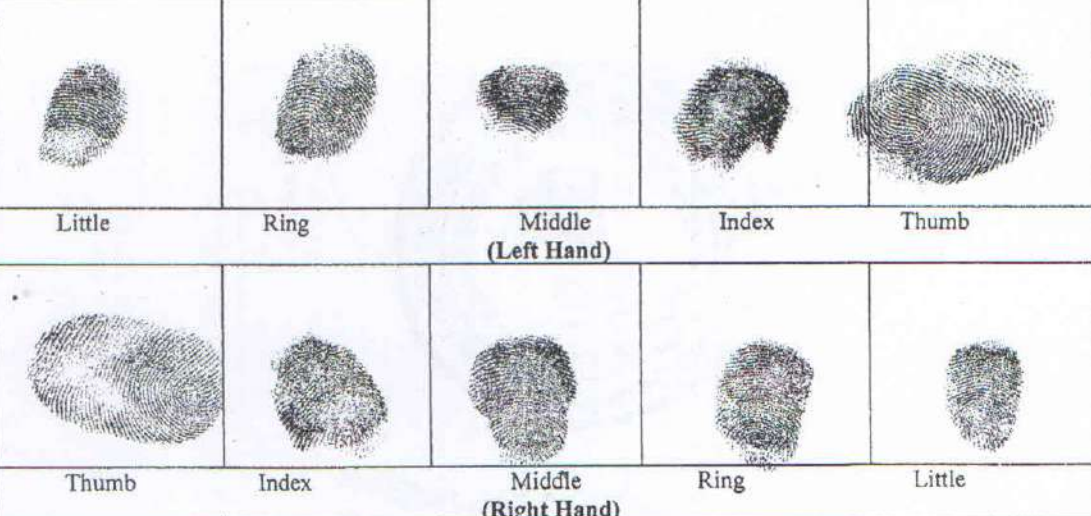 Little Ring Middle Index Thumb
(Left Hand)
Thumb Index Middle Ring Little
(Right Hand)